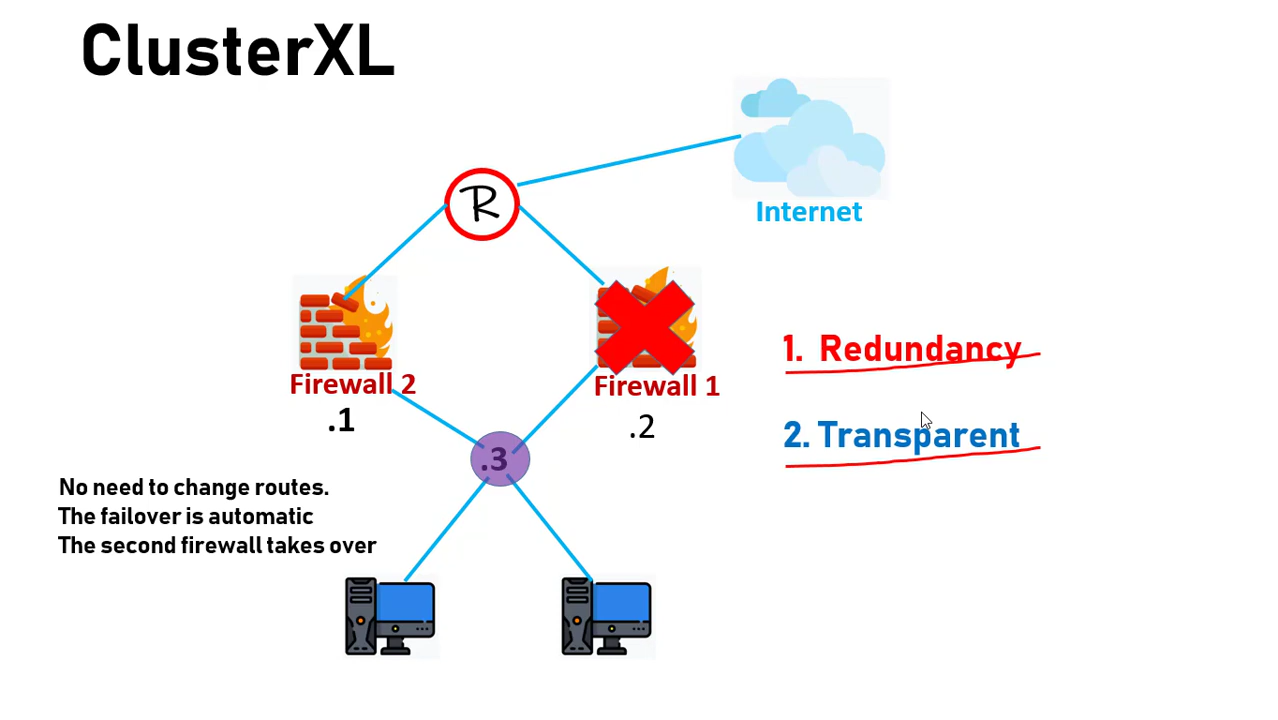 ClusterXL
Internet
R
Firewall 2
.1
Firewall 1
.2
1. Redundancy
2. Transparent
.3
No need to change routes.
The failover is automatic
The second firewall takes over